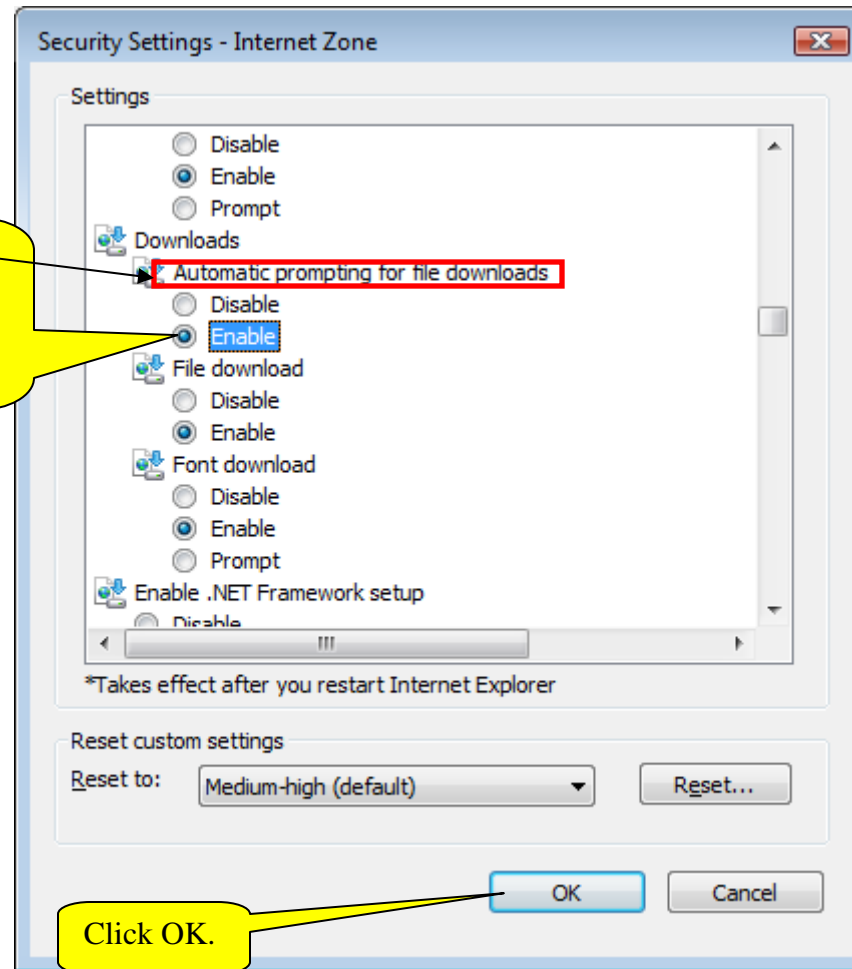 Security Settings - Internet Zone
Settings
Disable
Enable
Prompt
Downloads
Automatic prompting for file downloads
Disable
Enable
File download
Disable
Enable
Font download
Disable
Enable
Prompt
Enable .NET Framework setup
Disable
*Takes effect after you restart Internet Explorer
Reset custom settings
Reset to: Medium-high (default) Reset...
OK Cancel
Click OK.